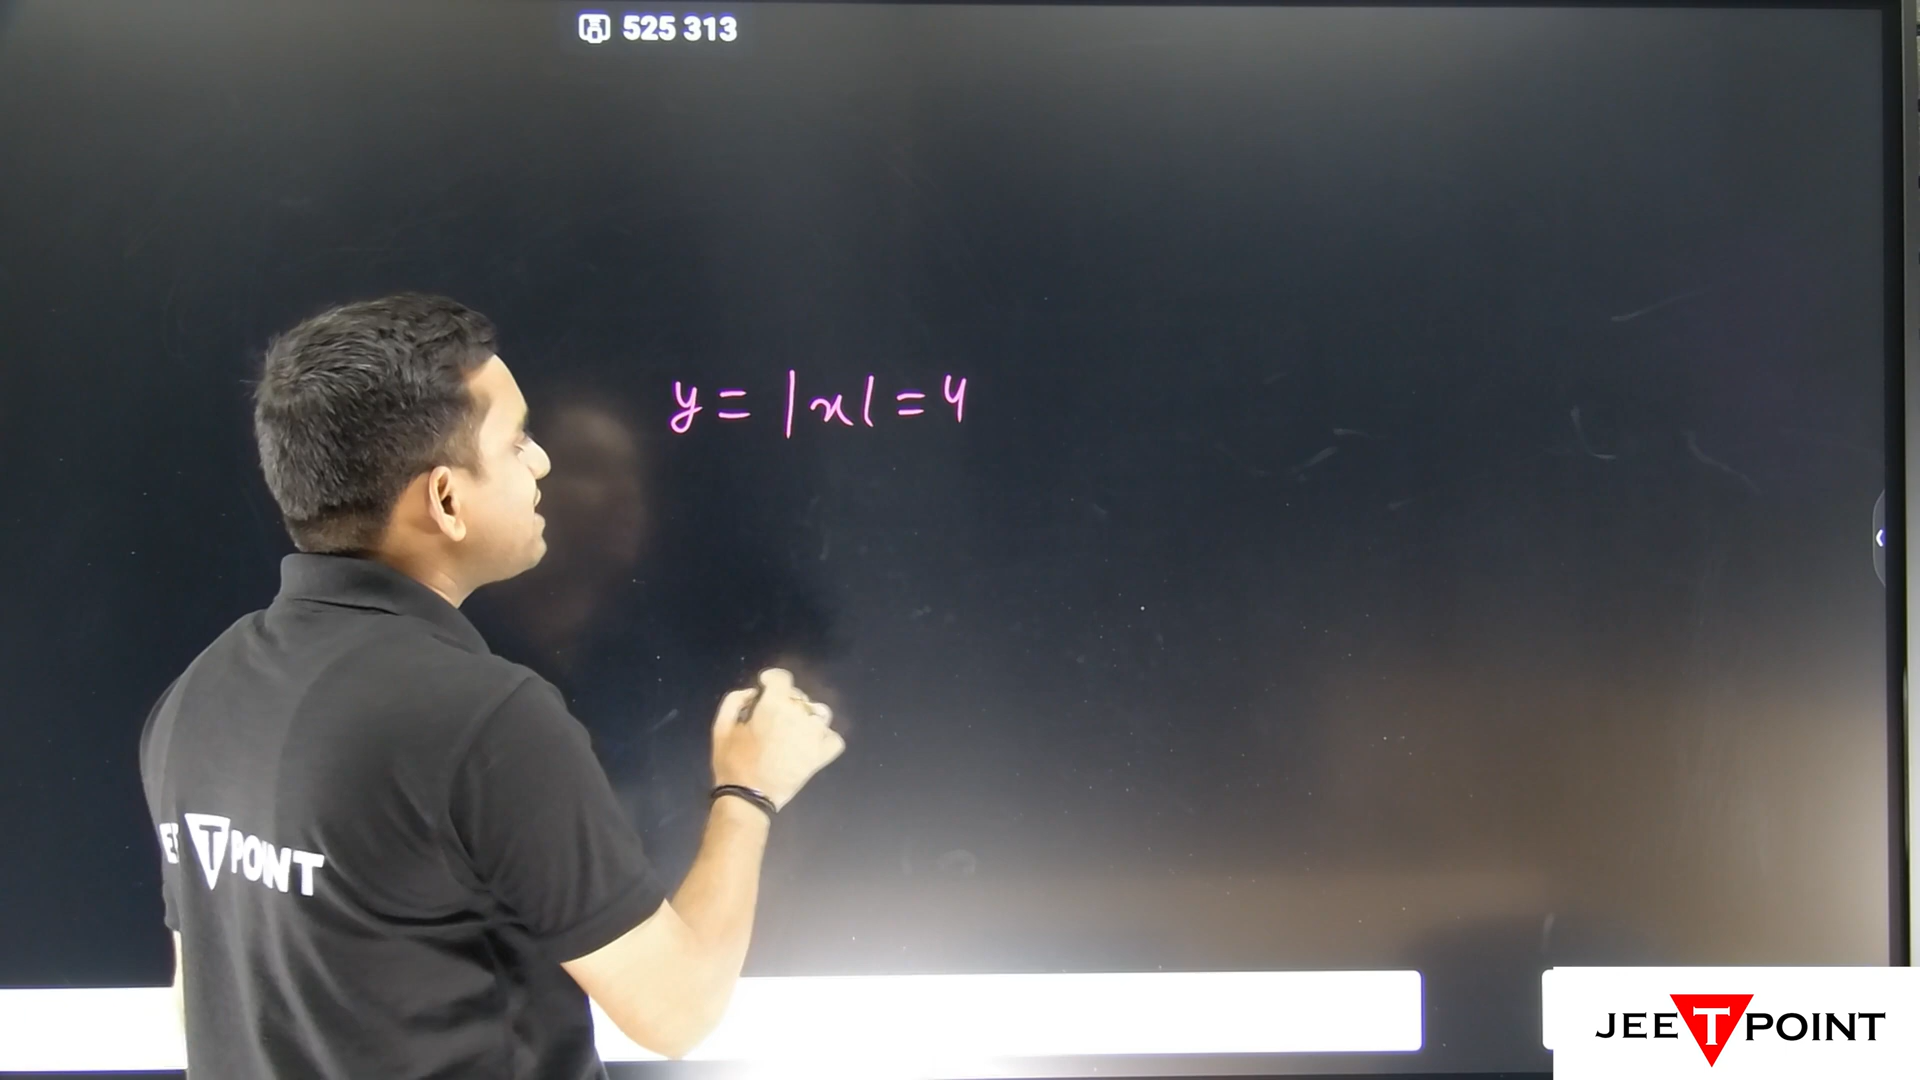 525 313
y = |x| = 4
T POINT
JEE T POINT